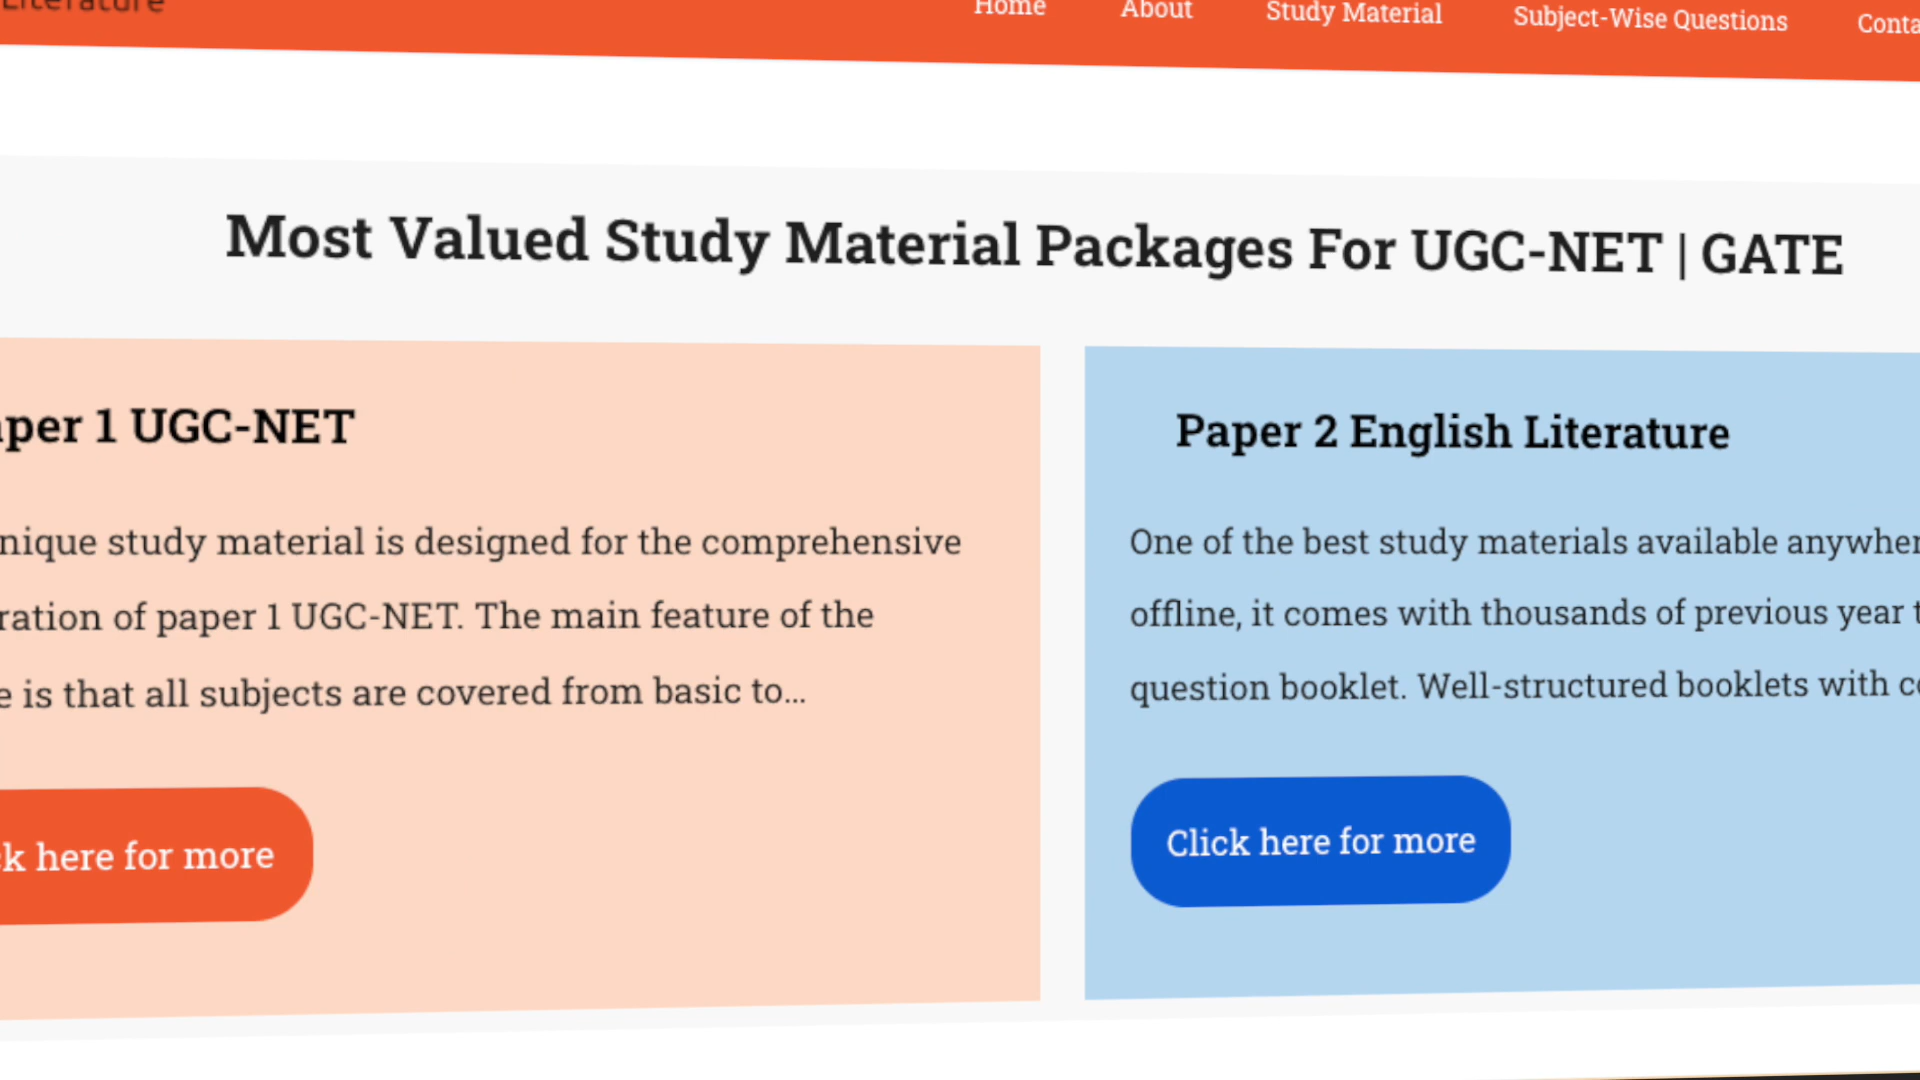 Literature
Home About Study Material Subject-Wise Questions
Most Valued Study Material Packages For UGC-NET | GATE
1 UGC-NET
study material is designed for the comprehensive
of paper 1 UGC-NET. The main feature of the
is that all subjects are covered from basic to...
here for more
Paper 2 English Literature
One of the best study materials available
offline, it comes with thousands of previous year
question booklet. Well-structured booklets with
Click here for more